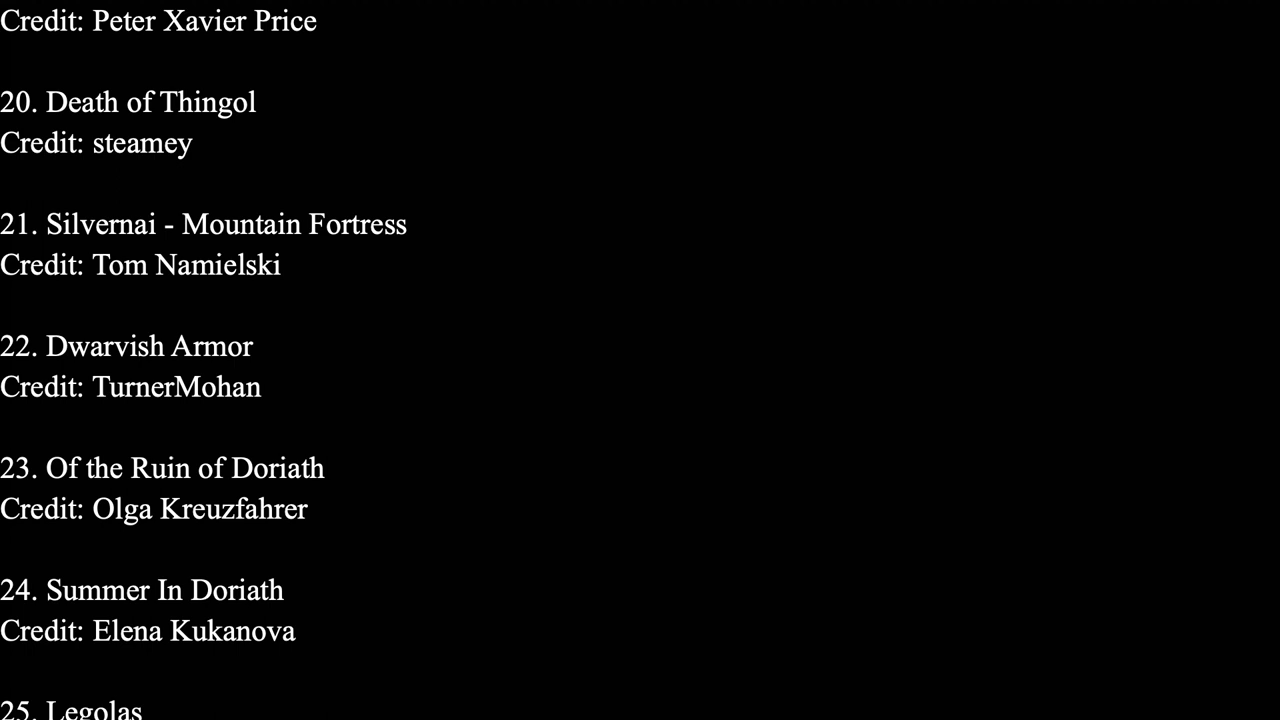 Credit: Peter Xavier Price
20. Death of Thingol
Credit: steamey
21. Silvernai - Mountain Fortress
Credit: Tom Namielski
22. Dwarvish Armor
Credit: TurnerMohan
23. Of the Ruin of Doriath
Credit: Olga Kreuzfahrer
24. Summer In Doriath
Credit: Elena Kukanova
25. Legolas